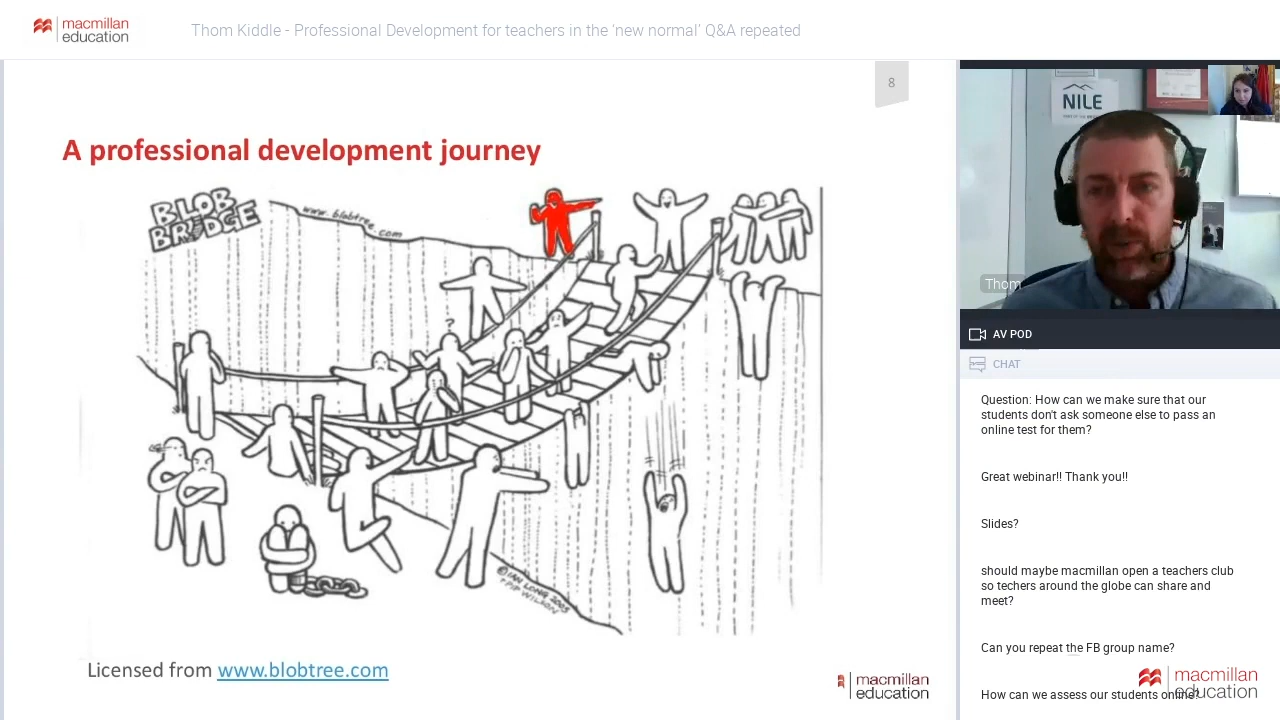 macmillan
education
Thom Kiddle - Professional Development for teachers in the ‘new normal’ Q&A repeated
8
A professional development journey
BLOB
BRIDGE
www.blobtree.com
?
© IAN LONG 2005
+ PIP WILSON
Licensed from www.blobtree.com
macmillan
education
NILE
Thom
AV POD
CHAT
Question: How can we make sure that our
students don't ask someone else to pass an
online test for them?
Great webinar!! Thank you!!
Slides?
should maybe macmillan open a teachers club
so techers around the globe can share and
meet?
Can you repeat the FB group name?
How can we assess our students online?
macmillan
education